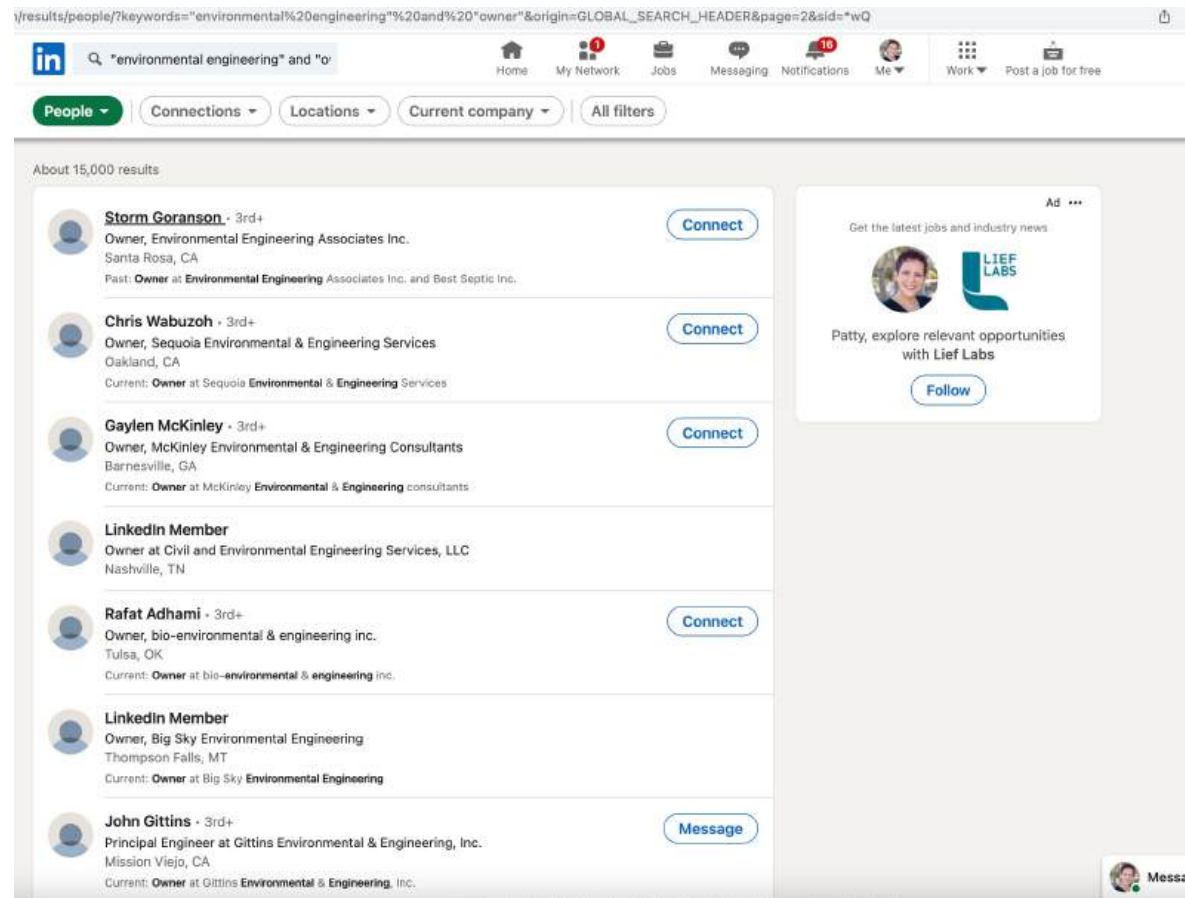 /results/people/?keywords="environmental%20engineering"%20and%20"owner"&origin=GLOBAL_SEARCH_HEADER&page=2&sid=*wQ
in
"environmental engineering" and "o
1
16
Home My Network Jobs Messaging Notifications Me Work Post a job for free
People Connections Locations Current company All filters
About 15,000 results
Storm Goranson · 3rd+
Connect
Owner, Environmental Engineering Associates Inc.
Santa Rosa, CA
Past: Owner at Environmental Engineering Associates Inc. and Best Septic Inc.
Chris Wabuzoh · 3rd+
Connect
Owner, Sequoia Environmental & Engineering Services
Oakland, CA
Current: Owner at Sequoia Environmental & Engineering Services
Gaylen McKinley · 3rd+
Connect
Owner, McKinley Environmental & Engineering Consultants
Barnesville, GA
Current: Owner at McKinley Environmental & Engineering consultants
LinkedIn Member
Owner at Civil and Environmental Engineering Services, LLC
Nashville, TN
Rafat Adhami · 3rd+
Connect
Owner, bio-environmental & engineering inc.
Tulsa, OK
Current: Owner at bio-environmental & engineering inc.
LinkedIn Member
Owner, Big Sky Environmental Engineering
Thompson Falls, MT
Current: Owner at Big Sky Environmental Engineering
John Gittins · 3rd+
Message
Principal Engineer at Gittins Environmental & Engineering, Inc.
Mission Viejo, CA
Current: Owner at Gittins Environmental & Engineering, Inc.
Ad
Get the latest jobs and industry news
LIEF
LABS
Patty, explore relevant opportunities
with Lief Labs
Follow
Messa